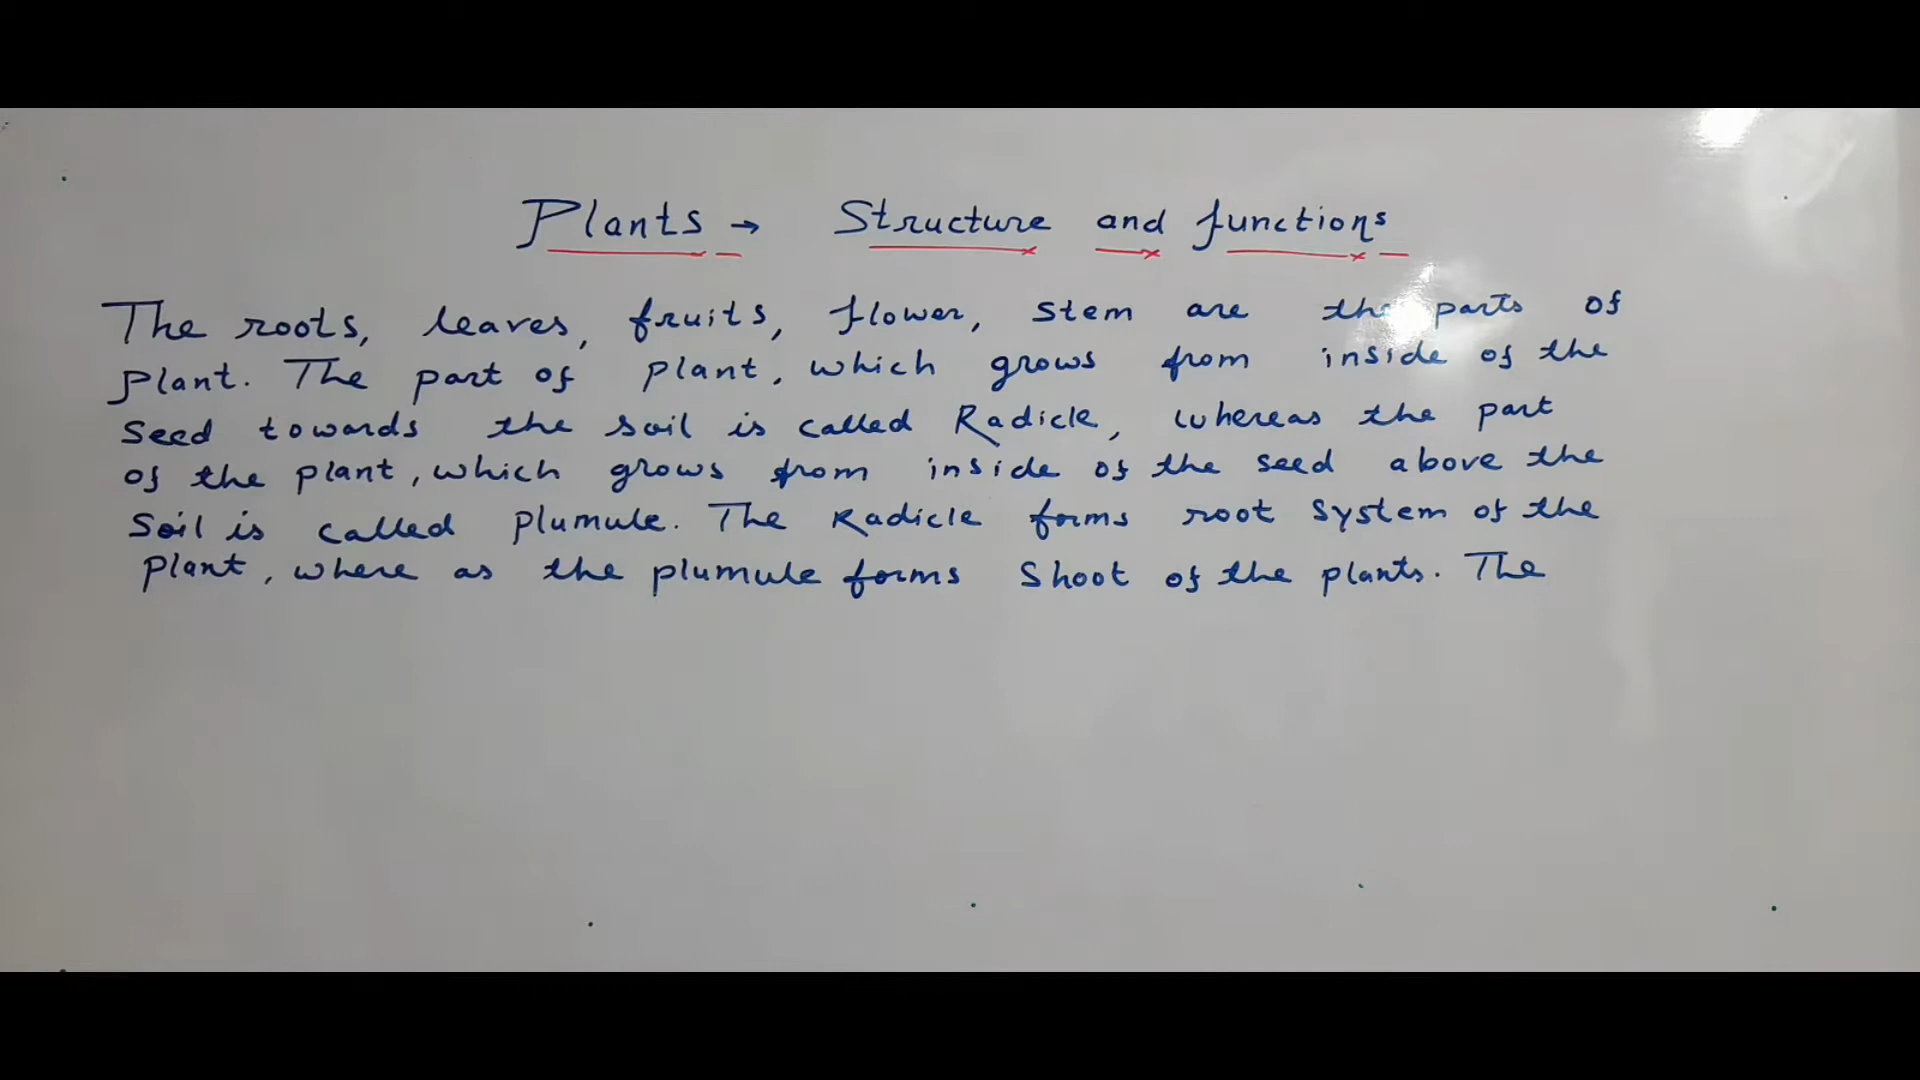 Plants → Structure and functions
The roots, leaves, fruits, flower, stem are the parts of
plant. The part of plant, which grows from inside of the
seed towards the soil is called Radicle, whereas the part
of the plant, which grows from inside of the seed above the
soil is called plumule. The Radicle forms root system of the
plant, where as the plumule forms shoot of the plants. The